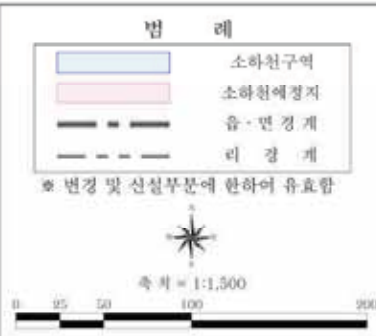 범 례
소하천구역
소하천예정지
읍·면경계
리 경 계
※ 변경 및 신설부분에 한하여 유효함
축 척 = 1:1,500
0 25 50 100 200